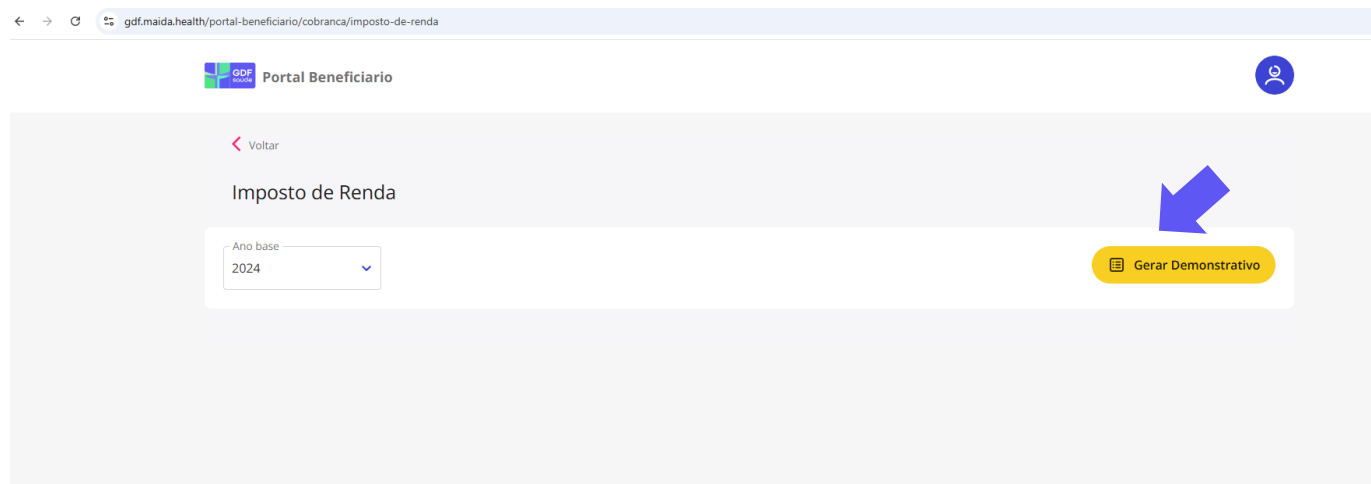 gdf.maida.health/portal-beneficiario/cobranca/imposto-de-renda
GDF saúde Portal Beneficiario
Voltar
Imposto de Renda
Ano base
2024
Gerar Demonstrativo